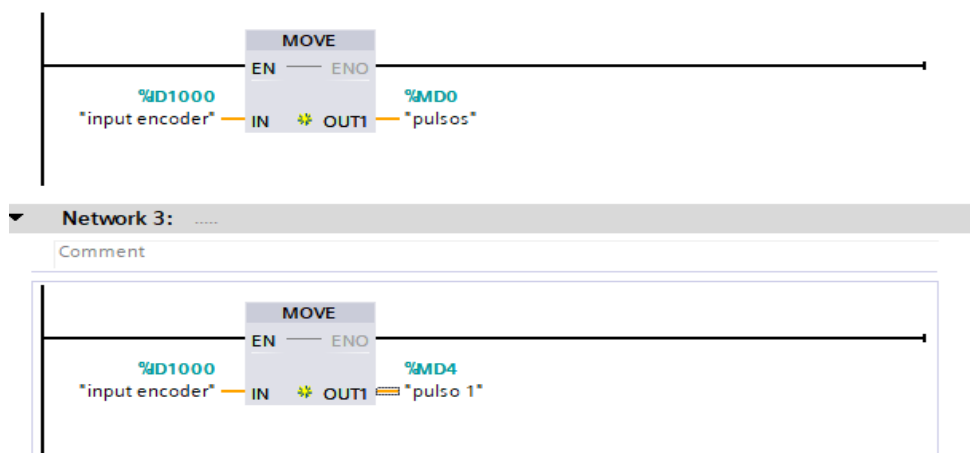 MOVE
EN ENO
%ID1000 %MD0
"input encoder" IN OUT1 "pulsos"
Network 3: .....
Comment
MOVE
EN ENO
%ID1000 %MD4
"input encoder" IN OUT1 "pulso 1"